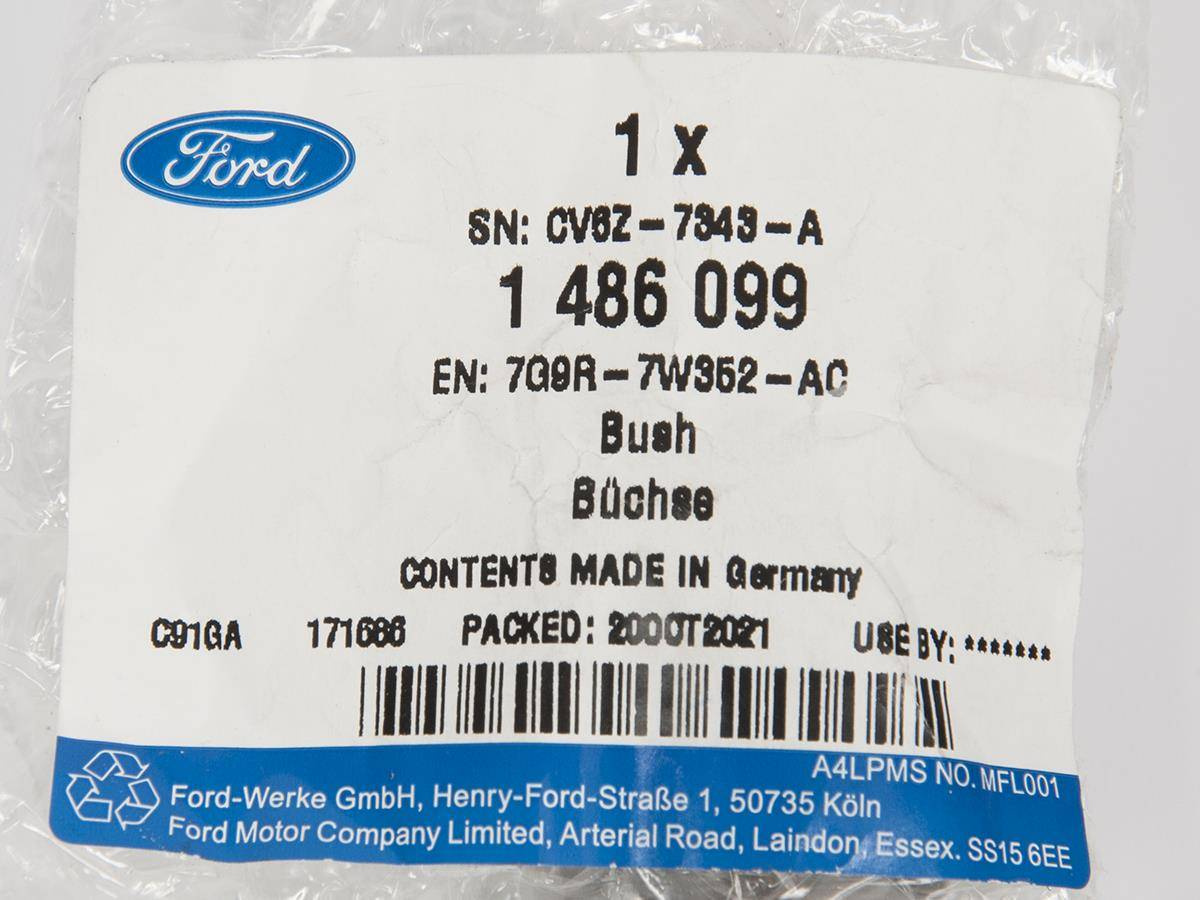 Ford
1 x
SN: CV6Z-7343-A
1 486 099
EN: 7G9R-7W352-AC
Bush
Büchse
CONTENTS MADE IN Germany
C91GA 171686 PACKED: 20OCT2021 USE BY: *******
A4LPMS NO. MFL001
Ford-Werke GmbH, Henry-Ford-Straße 1, 50735 Köln
Ford Motor Company Limited, Arterial Road, Laindon, Essex. SS15 6EE